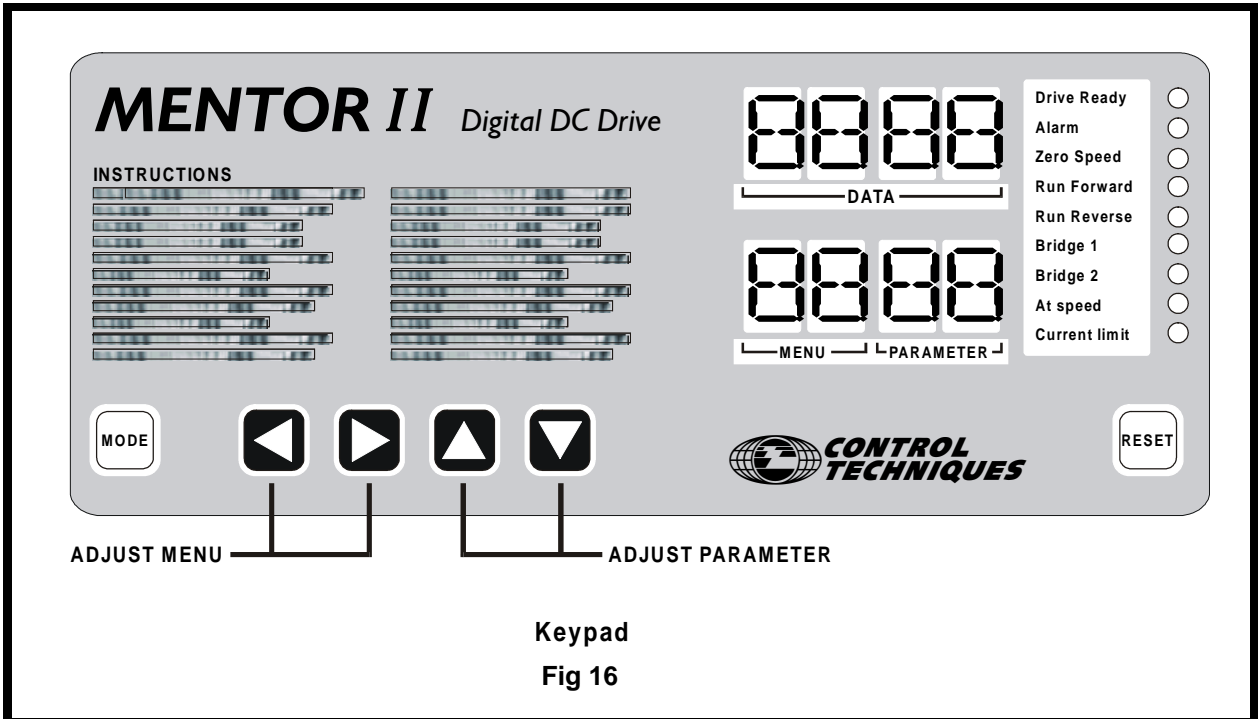 MENTOR II Digital DC Drive
INSTRUCTIONS
DATA
MENU PARAMETER
Drive Ready
Alarm
Zero Speed
Run Forward
Run Reverse
Bridge 1
Bridge 2
At speed
Current limit
MODE
CONTROL
TECHNIQUES
RESET
ADJUST MENU
ADJUST PARAMETER
Keypad
Fig 16